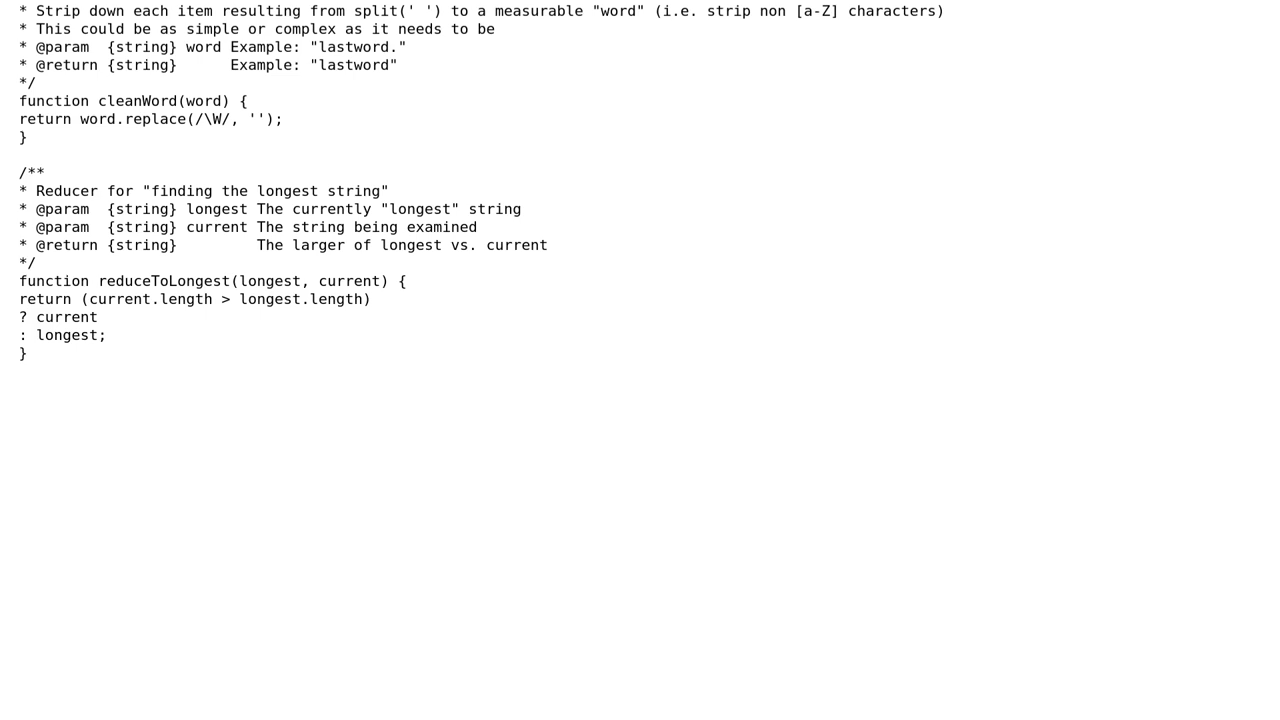 * Strip down each item resulting from split(' ') to a measurable "word" (i.e. strip non [a-Z] characters)
* This could be as simple or complex as it needs to be
* @param  {string} word Example: "lastword."
* @return {string}      Example: "lastword"
*/
function cleanWord(word) {
return word.replace(/\W/, '');
}

/**
* Reducer for "finding the longest string"
* @param  {string} longest The currently "longest" string
* @param  {string} current The string being examined
* @return {string}         The larger of longest vs. current
*/
function reduceToLongest(longest, current) {
return (current.length > longest.length)
? current
: longest;
}